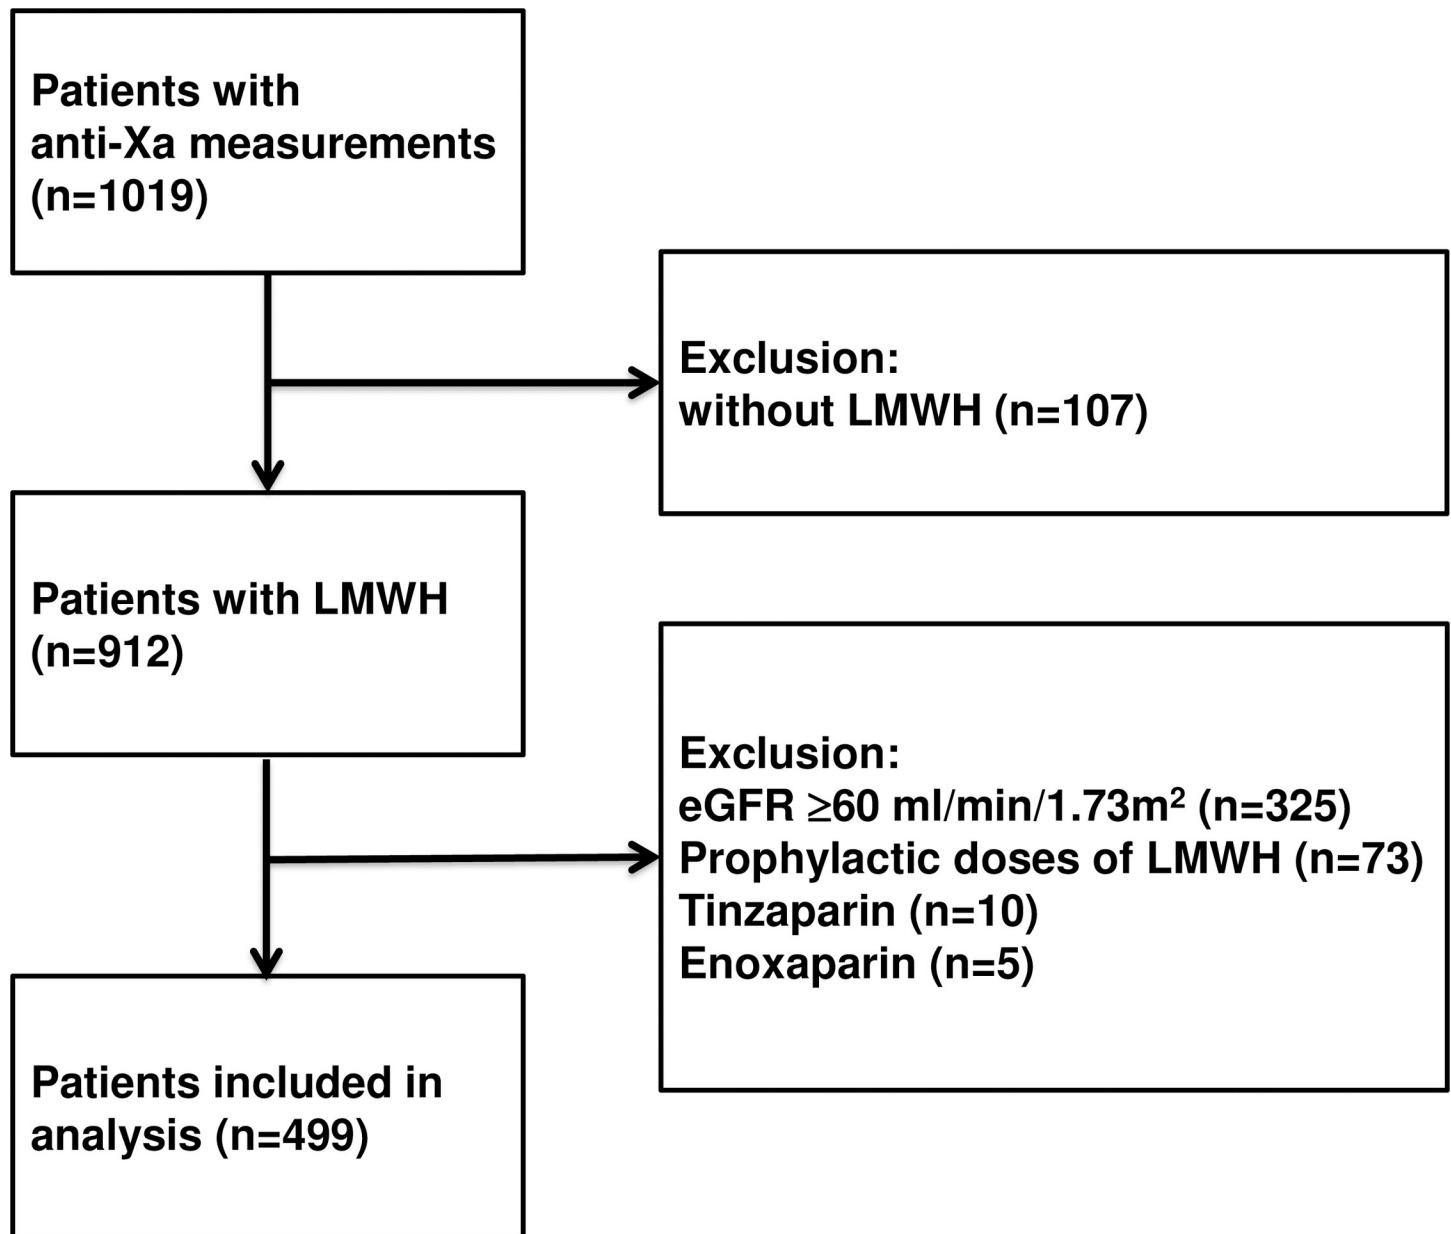 Patients with
anti-Xa measurements
(n=1019)
Exclusion:
without LMWH (n=107)
Patients with LMWH
(n=912)
Exclusion:
eGFR ≥60 ml/min/1.73m² (n=325)
Prophylactic doses of LMWH (n=73)
Tinzaparin (n=10)
Enoxaparin (n=5)
Patients included in
analysis (n=499)